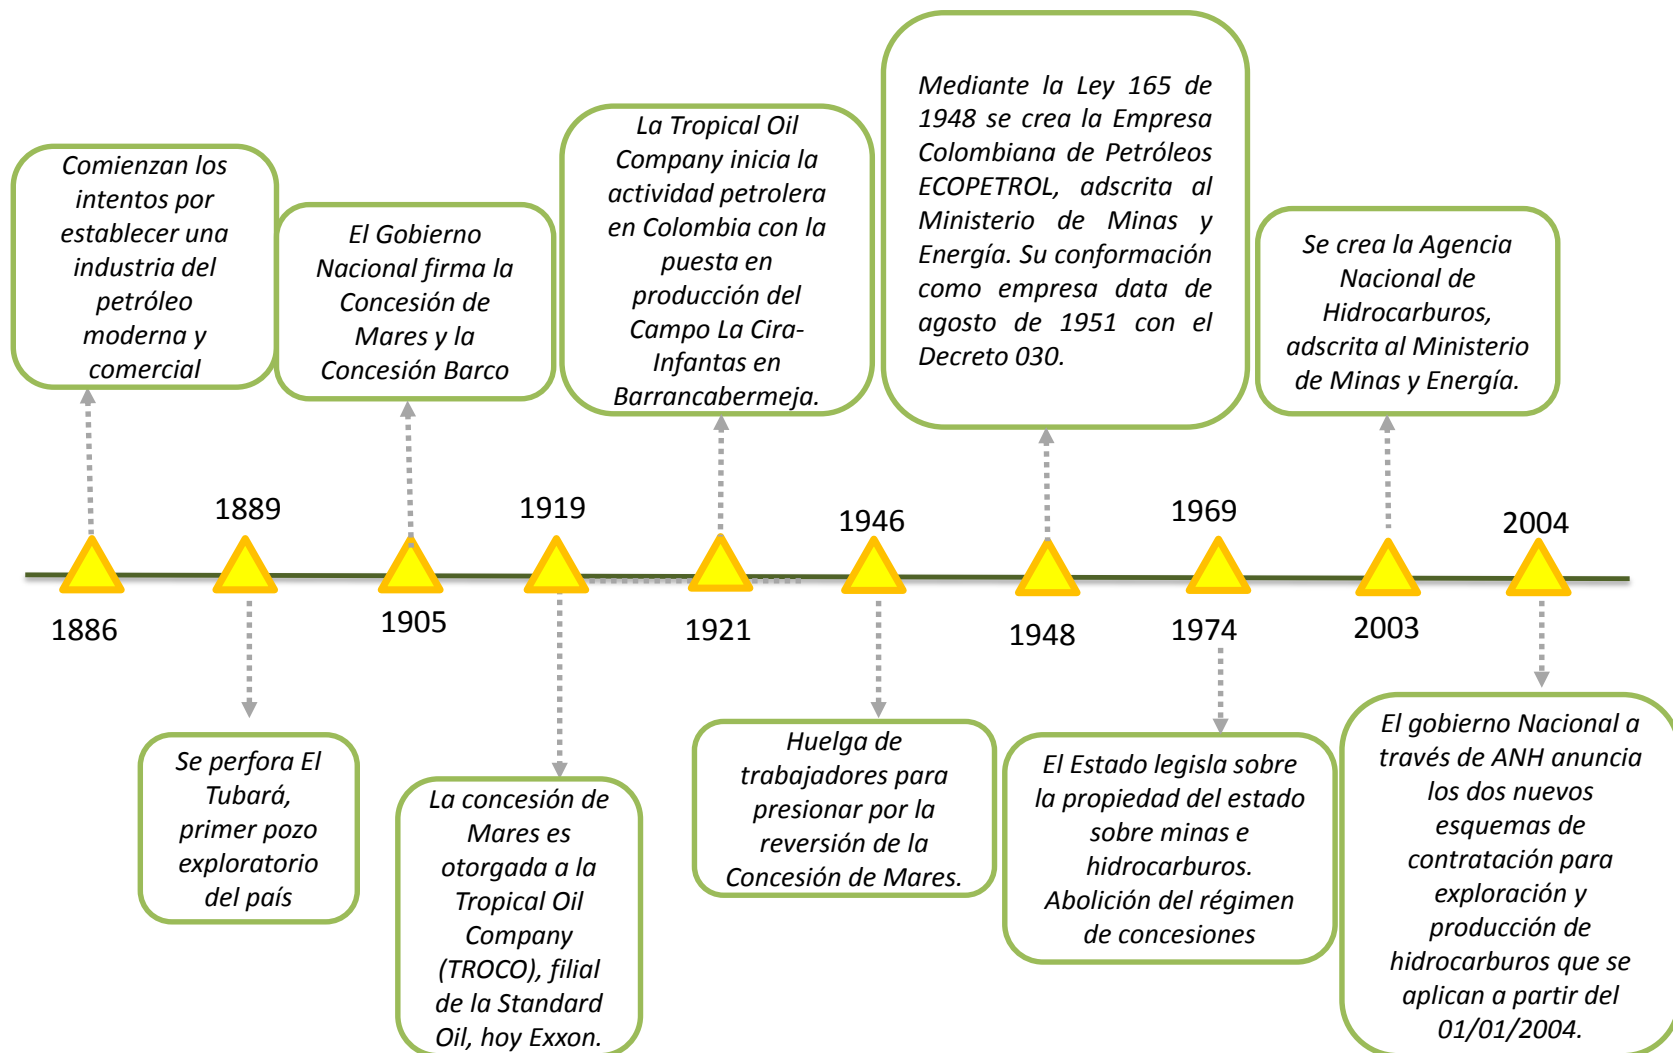 Comienzan los
intentos por
establecer una
industria del
petróleo
moderna y
comercial
El Gobierno
Nacional firma la
Concesión de
Mares y la
Concesión Barco
La Tropical Oil
Company inicia la
actividad petrolera
en Colombia con la
puesta en
producción del
Campo La Cira-
Infantas en
Barrancabermeja.
Mediante la Ley 165 de
1948 se crea la Empresa
Colombiana de Petróleos
ECOPETROL, adscrita al
Ministerio de Minas y
Energía. Su conformación
como empresa data de
agosto de 1951 con el
Decreto 030.
Se crea la Agencia
Nacional de
Hidrocarburos,
adscrita al Ministerio
de Minas y Energía.
1889
1919
1946
1969
2004
1886
1905
1921
1948
1974
2003
Se perfora El
Tubará,
primer pozo
exploratorio
del país
La concesión de
Mares es
otorgada a la
Tropical Oil
Company
(TROCO), filial
de la Standard
Oil, hoy Exxon.
Huelga de
trabajadores para
presionar por la
reversión de la
Concesión de Mares.
El Estado legisla sobre
la propiedad del estado
sobre minas e
hidrocarburos.
Abolición del régimen
de concesiones
El gobierno Nacional a
través de ANH anuncia
los dos nuevos
esquemas de
contratación para
exploración y
producción de
hidrocarburos que se
aplican a partir del
01/01/2004.